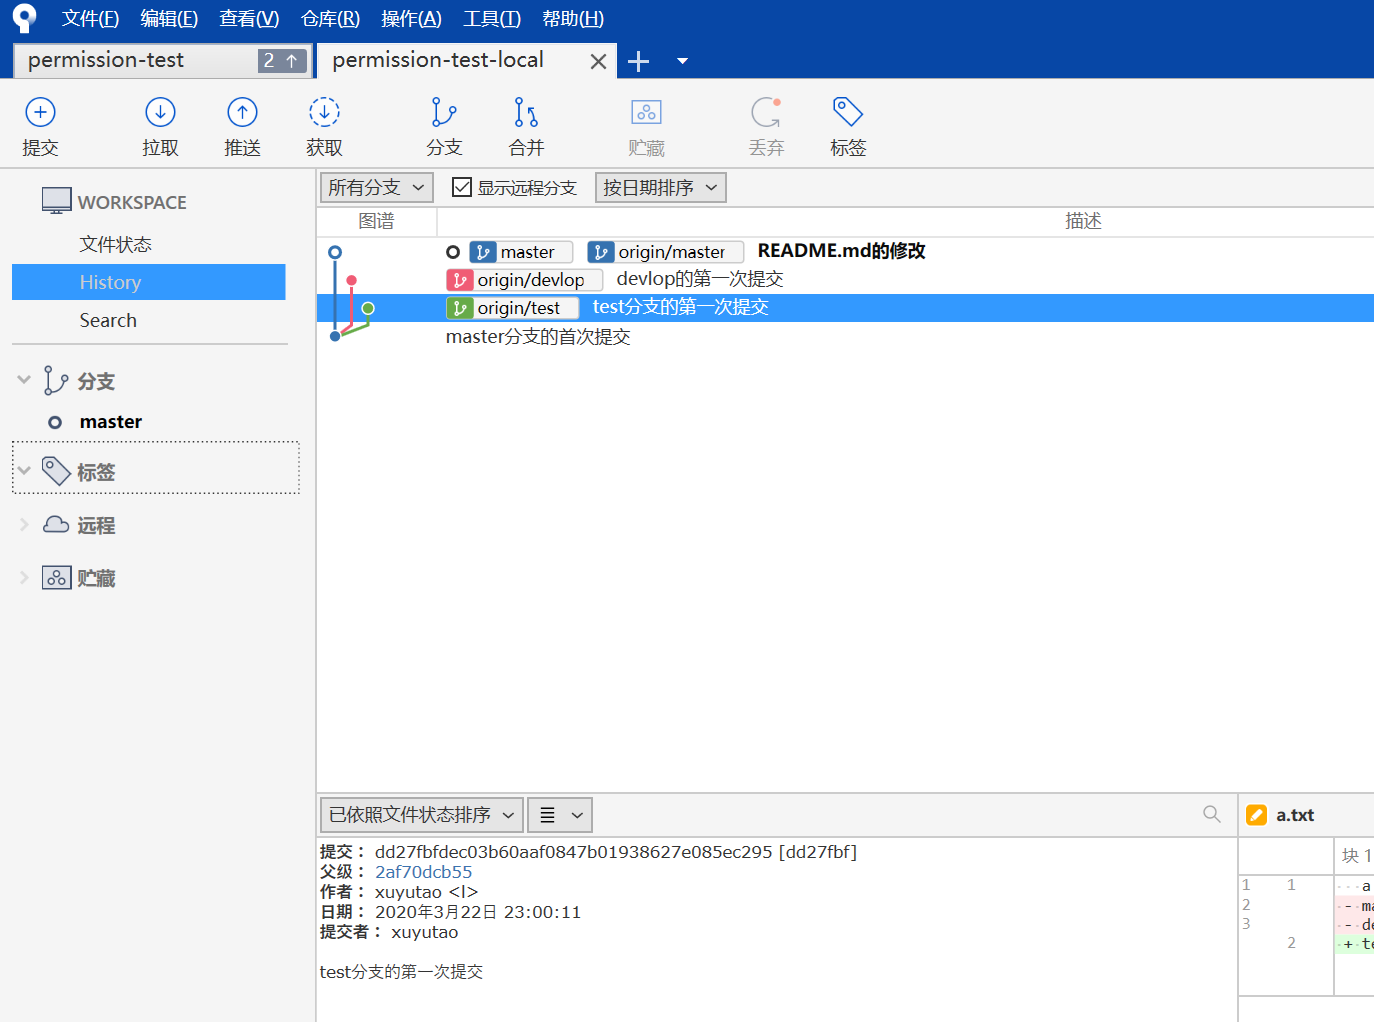 文件(F) 编辑(E) 查看(V) 仓库(R) 操作(A) 工具(T) 帮助(H)
permission-test 2 ↑ permission-test-local
提交 拉取 推送 获取 分支 合并 贮藏 丢弃 标签
WORKSPACE
文件状态
History
Search
分支
master
标签
远程
贮藏
所有分支 显示远程分支 按日期排序
图谱 描述
master origin/master README.md的修改
origin/devlop devlop的第一次提交
origin/test test分支的第一次提交
master分支的首次提交
已依照文件状态排序
提交： dd27fbfdec03b60aaf0847b01938627e085ec295 [dd27fbf]
父级： 2af70dcb55
作者： xuyutao <l>
日期： 2020年3月22日 23:00:11
提交者： xuyutao
test分支的第一次提交
a.txt
块 1
1 1 a
2 -
3 -
2 +